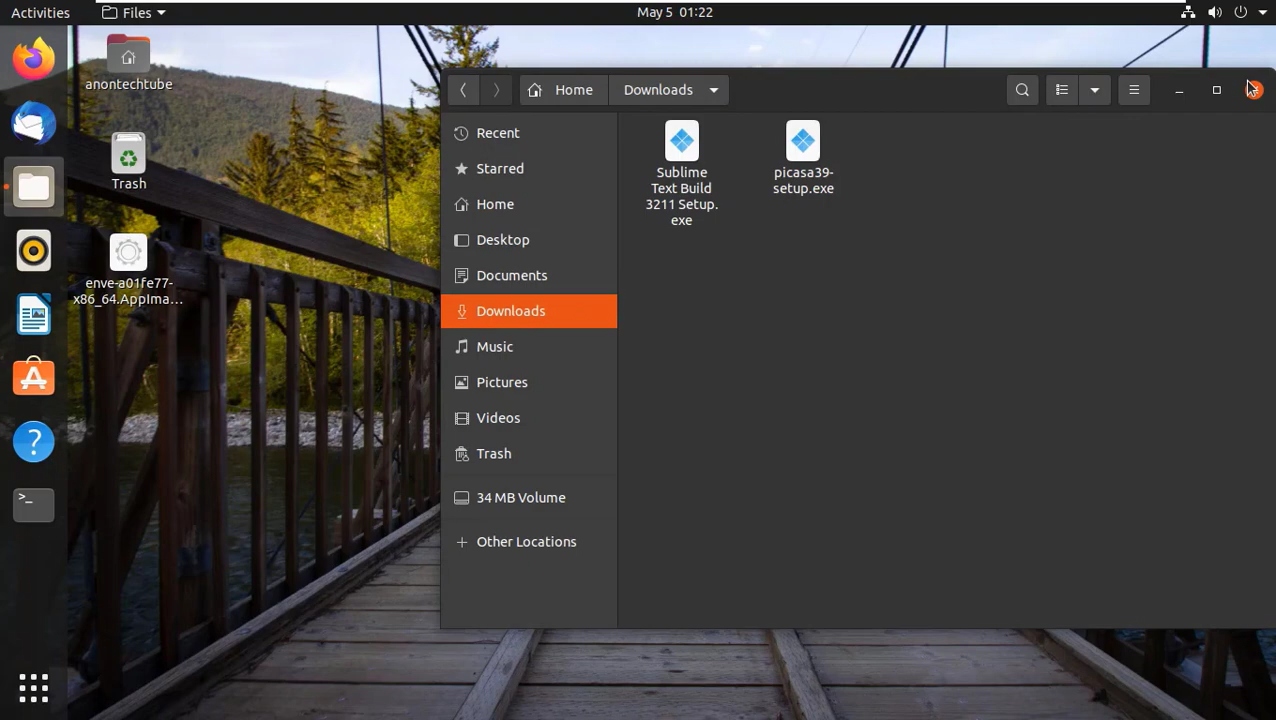 Activities
Files
May 5 01:22
anontechtube
Trash
enve-a01fe77-
x86_64.AppIma…
Home
Downloads
Recent
Starred
Home
Desktop
Documents
Downloads
Music
Pictures
Videos
Trash
34 MB Volume
Other Locations
Sublime
Text Build
3211 Setup.
exe
picasa39-
setup.exe